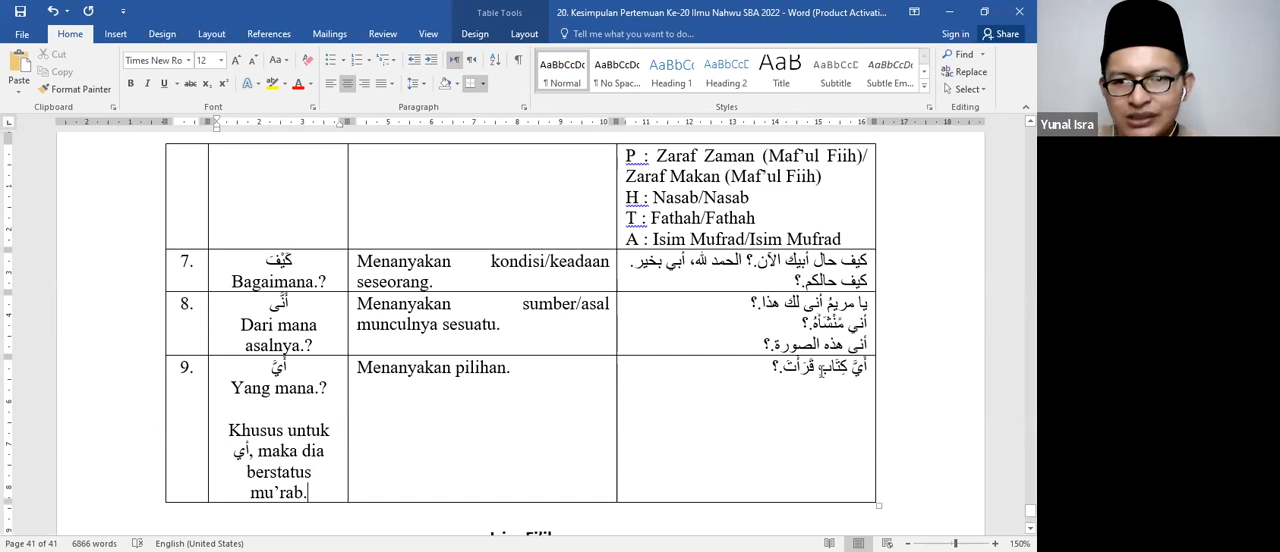 Table Tools
20. Kesimpulan Pertemuan Ke-20 Ilmu Nahwu SBA 2022 - Word (Product Activati...
File Home Insert Design Layout References Mailings Review View Design Layout Tell me what you want to do... Sign in Share
Paste
Cut
Copy
Format Painter
Clipboard
Times New Ro 12
Font
Paragraph
AaBbCcDc AaBbCcDc AaBbCc AaBbCcD AaB AaBbCcD AaBbCcDc
¶ Normal ¶ No Spac... Heading 1 Heading 2 Title Subtitle Subtle Em...
Styles
Find
Replace
Select
Editing
Yunal Isra
P : Zaraf Zaman (Maf'ul Fiih)/
Zaraf Makan (Maf'ul Fiih)
H : Nasab/Nasab
T : Fathah/Fathah
A : Isim Mufrad/Isim Mufrad
7.
كَيْفَ
Bagaimana.?
Menanyakan kondisi/keadaan
seseorang.
كيف حال أبيك الآن.؟ الحمد لله، أبي بخير.
كيف حالكم.؟
8.
أَنَّى
Dari mana
asalnya.?
Menanyakan sumber/asal
munculnya sesuatu.
يا مريمُ أنى لك هذا.؟
أني مَنْشَأهُ.؟
أنى هذه الصورة.؟
9.
أَيَّ
Yang mana.?
Khusus untuk
أي, maka dia
berstatus
mu'rab.
Menanyakan pilihan.
أَيَّ كِتَابٍ قَرَأْتَ.؟
Page 41 of 41 6866 words English (United States) 150%